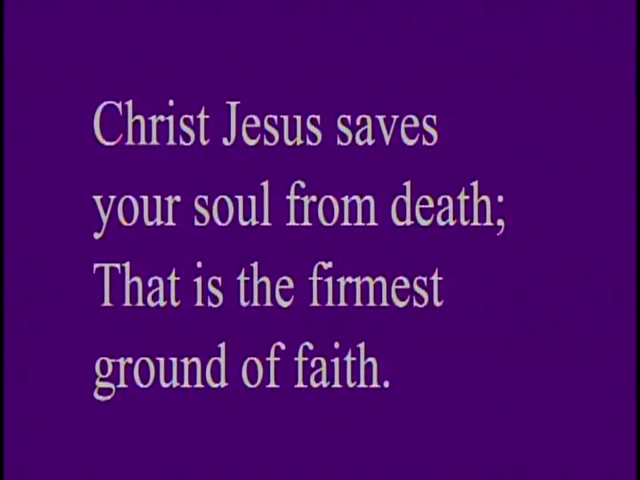 Christ Jesus saves
your soul from death;
That is the firmest
ground of faith.